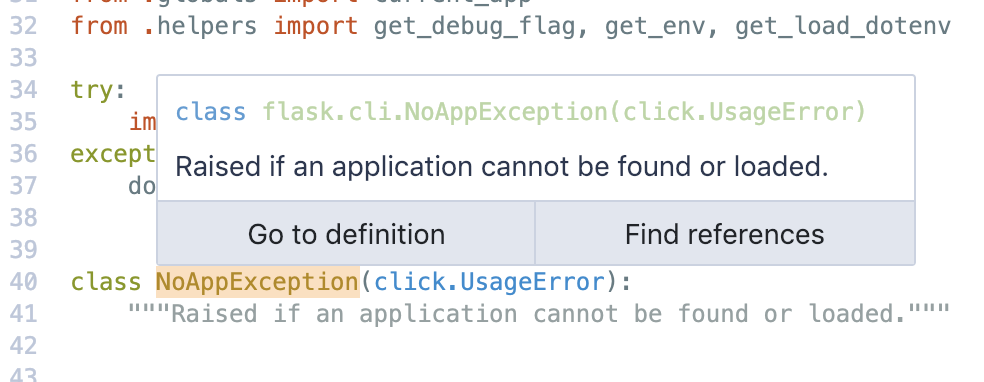 31 from .globals import current_app
32 from .helpers import get_debug_flag, get_env, get_load_dotenv
33
34 try:
class flask.cli.NoAppException(click.UsageError)
35 im
36 except
Raised if an application cannot be found or loaded.
37 do
38
Go to definition Find references
39
40 class NoAppException(click.UsageError):
41 """Raised if an application cannot be found or loaded."""
42
43